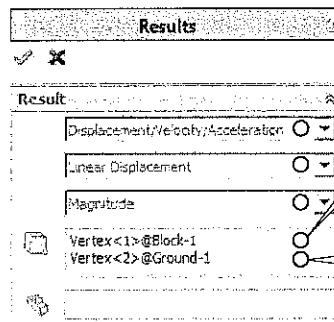 Results
Result
Displacement/Velocity/Acceleration
Linear Displacement
Magnitude
Vertex<1>@Block-1
Vertex<2>@Ground-1